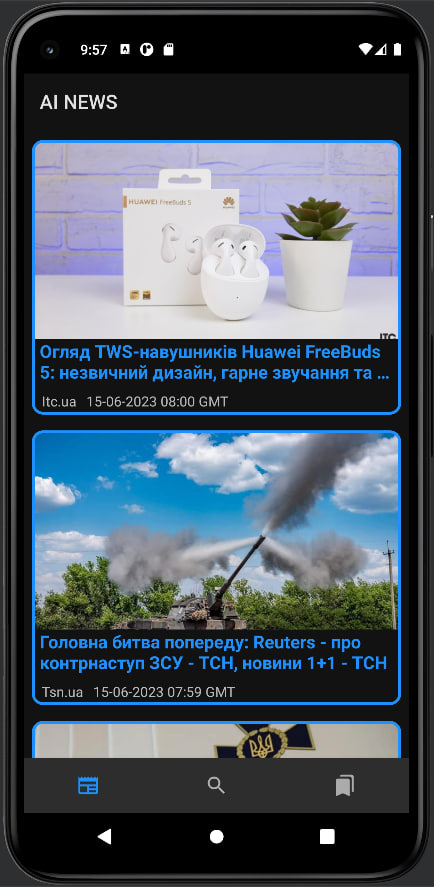 9:57
AI NEWS
HUAWEI FreeBuds 5
HUAWEI
ITC
Огляд TWS-навушників Huawei FreeBuds
5: незвичний дизайн, гарне звучання та ...
Itc.ua 15-06-2023 08:00 GMT
Головна битва попереду: Reuters - про
контрнаступ ЗСУ - ТСН, новини 1+1 - ТСН
Tsn.ua 15-06-2023 07:59 GMT